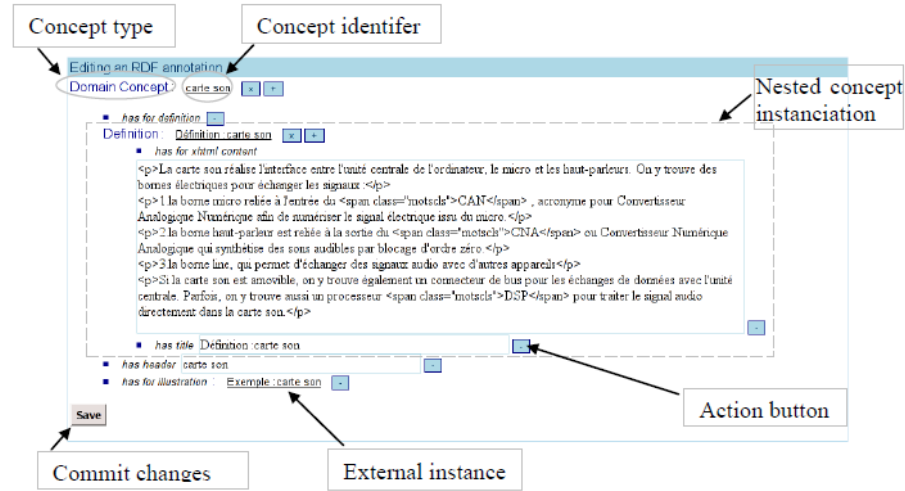 Concept type
Concept identifer
Editing an RDF annotation
Domain Concept: carte son x +
Nested concept
instanciation
has for definition -
Definition : Définition :carte son x +
has for xhtml content
<p>La carte son réalise l'interface entre l'unité centrale de l'ordinateur, le micro et les haut-parleurs. On y trouve des
bornes électriques pour échanger les signaux :</p>
<p>1.la borne micro reliée à l'entrée du <span class="motscls">CAN</span> , acronyme pour Convertisseur
Analogique Numérique afin de numériser le signal électrique issu du micro.</p>
<p>2.la borne haut-parleur est reliée à la sortie du <span class="motscls">CNA</span> ou Convertisseur Numérique
Analogique qui synthétise des sons audibles par blocage d'ordre zéro.</p>
<p>3.la borne line, qui permet d'échanger des signaux audio avec d'autres appareils</p>
<p>Si la carte son est amovible, on y trouve également un connecteur de bus pour les échanges de données avec l'unité
centrale. Parfois, on y trouve aussi un processeur <span class="motscls">DSP</span> pour traiter le signal audio
directement dans la carte son.</p>
-
has title Définition :carte son -
has header carte son -
has for illustration : Exemple :carte son -
Save
Action button
Commit changes
External instance